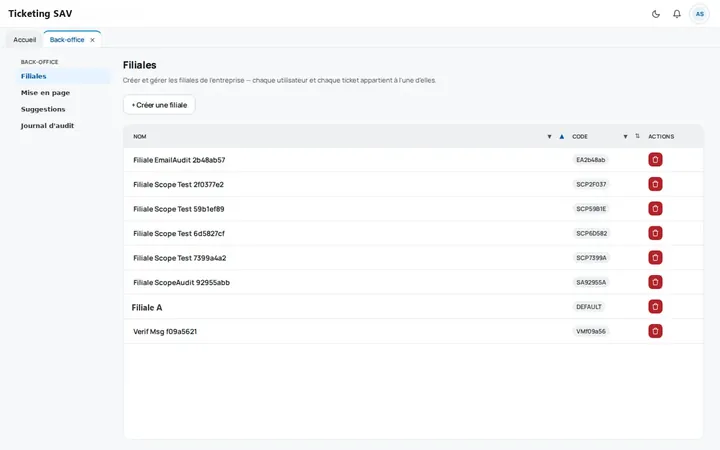 Ticketing SAV
AS
Accueil
Back-office ×
BACK-OFFICE
Filiales
Mise en page
Suggestions
Journal d'audit
Filiales
Créer et gérer les filiales de l'entreprise — chaque utilisateur et chaque ticket appartient à l'une d'elles.
+ Créer une filiale
NOM CODE ACTIONS
Filiale EmailAudit 2b48ab57 EA2b48ab
Filiale Scope Test 2f0377e2 SCP2F037
Filiale Scope Test 59b1ef89 SCP59B1E
Filiale Scope Test 6d5827cf SCP6D582
Filiale Scope Test 7399a4a2 SCP7399A
Filiale ScopeAudit 92955abb SA92955A
Filiale A DEFAULT
Verif Msg f09a5621 VMf09a56